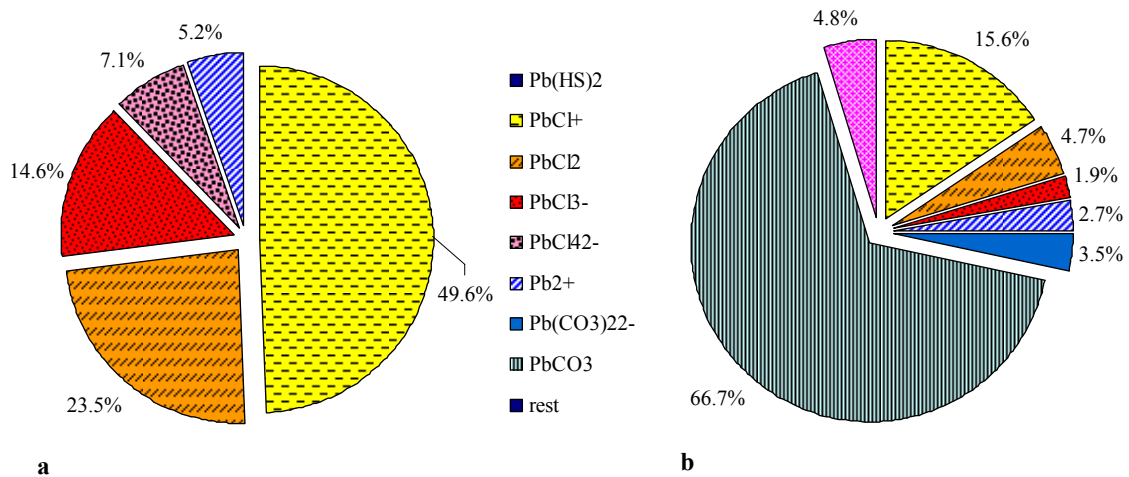 5.2%
7.1%
14.6%
23.5%
49.6%
Pb(HS)2
PbCl+
PbCl2
PbCl3-
PbCl42-
Pb2+
Pb(CO3)22-
PbCO3
rest
4.8%
15.6%
4.7%
1.9%
2.7%
3.5%
66.7%
a
b